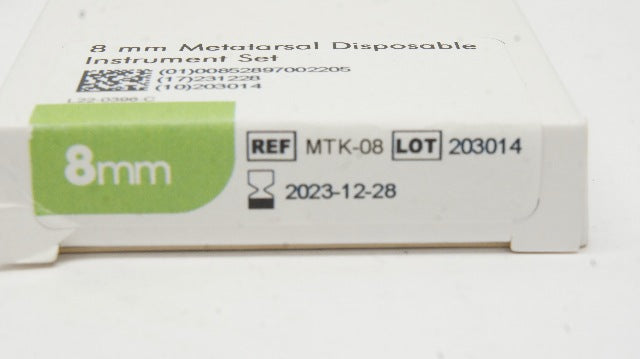 8 mm Metatarsal Disposable
Instrument Set
(01)00852897002205
(17)231228
(10)203014
L22-0396-C
8mm
REF MTK-08 LOT 203014
2023-12-28